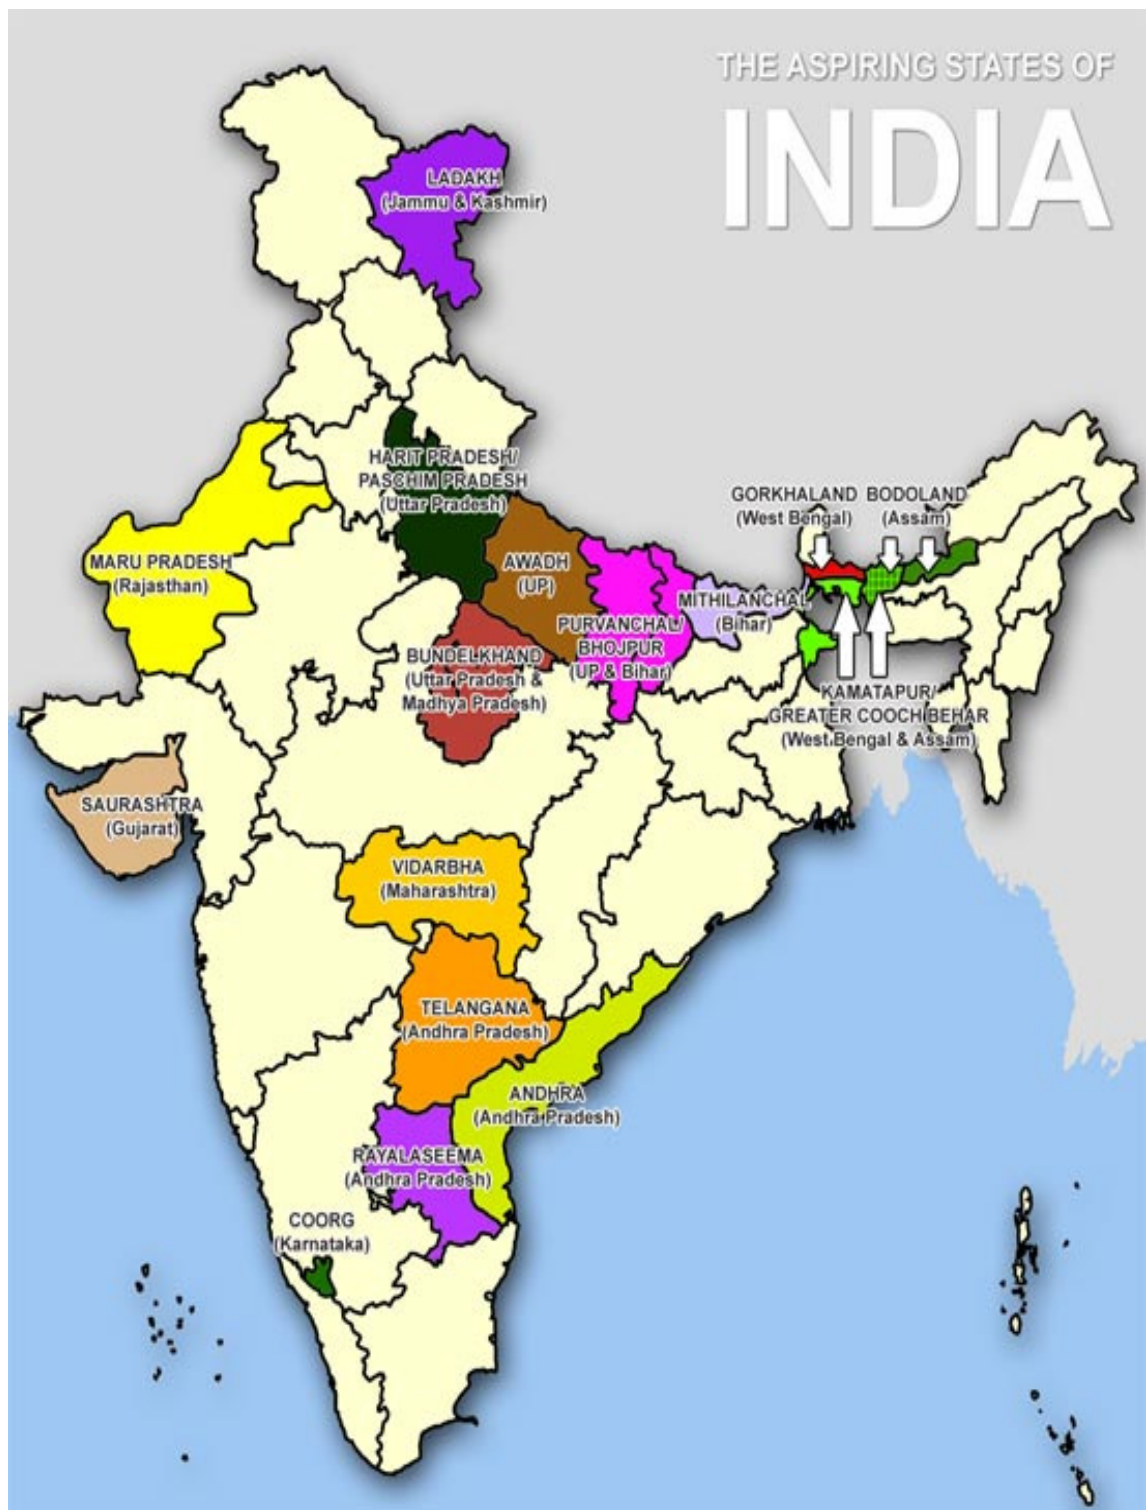 THE ASPIRING STATES OF
INDIA
LADAKH
(Jammu & Kashmir)
HARIT PRADESH/
PASCHIM PRADESH
(Uttar Pradesh)
GORKHALAND
(West Bengal)
BODOLAND
(Assam)
MARU PRADESH
(Rajasthan)
AWADH
(UP)
MITHILANCHAL
(Bihar)
PURVANCHAL/
BHOJPUR
(UP & Bihar)
BUNDELKHAND
(Uttar Pradesh &
Madhya Pradesh)
KAMATAPUR/
GREATER COOCH BEHAR
(West Bengal & Assam)
SAURASHTRA
(Gujarat)
VIDARBHA
(Maharashtra)
TELANGANA
(Andhra Pradesh)
ANDHRA
(Andhra Pradesh)
RAYALASEEMA
(Andhra Pradesh)
COORG
(Karnataka)